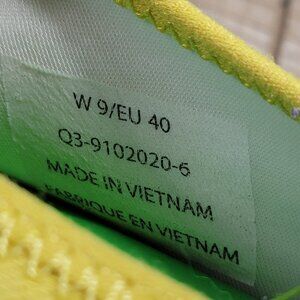 W 9/EU 40
Q3-9102020-6
MADE IN VIETNAM
FABRIQUE EN VIETNAM